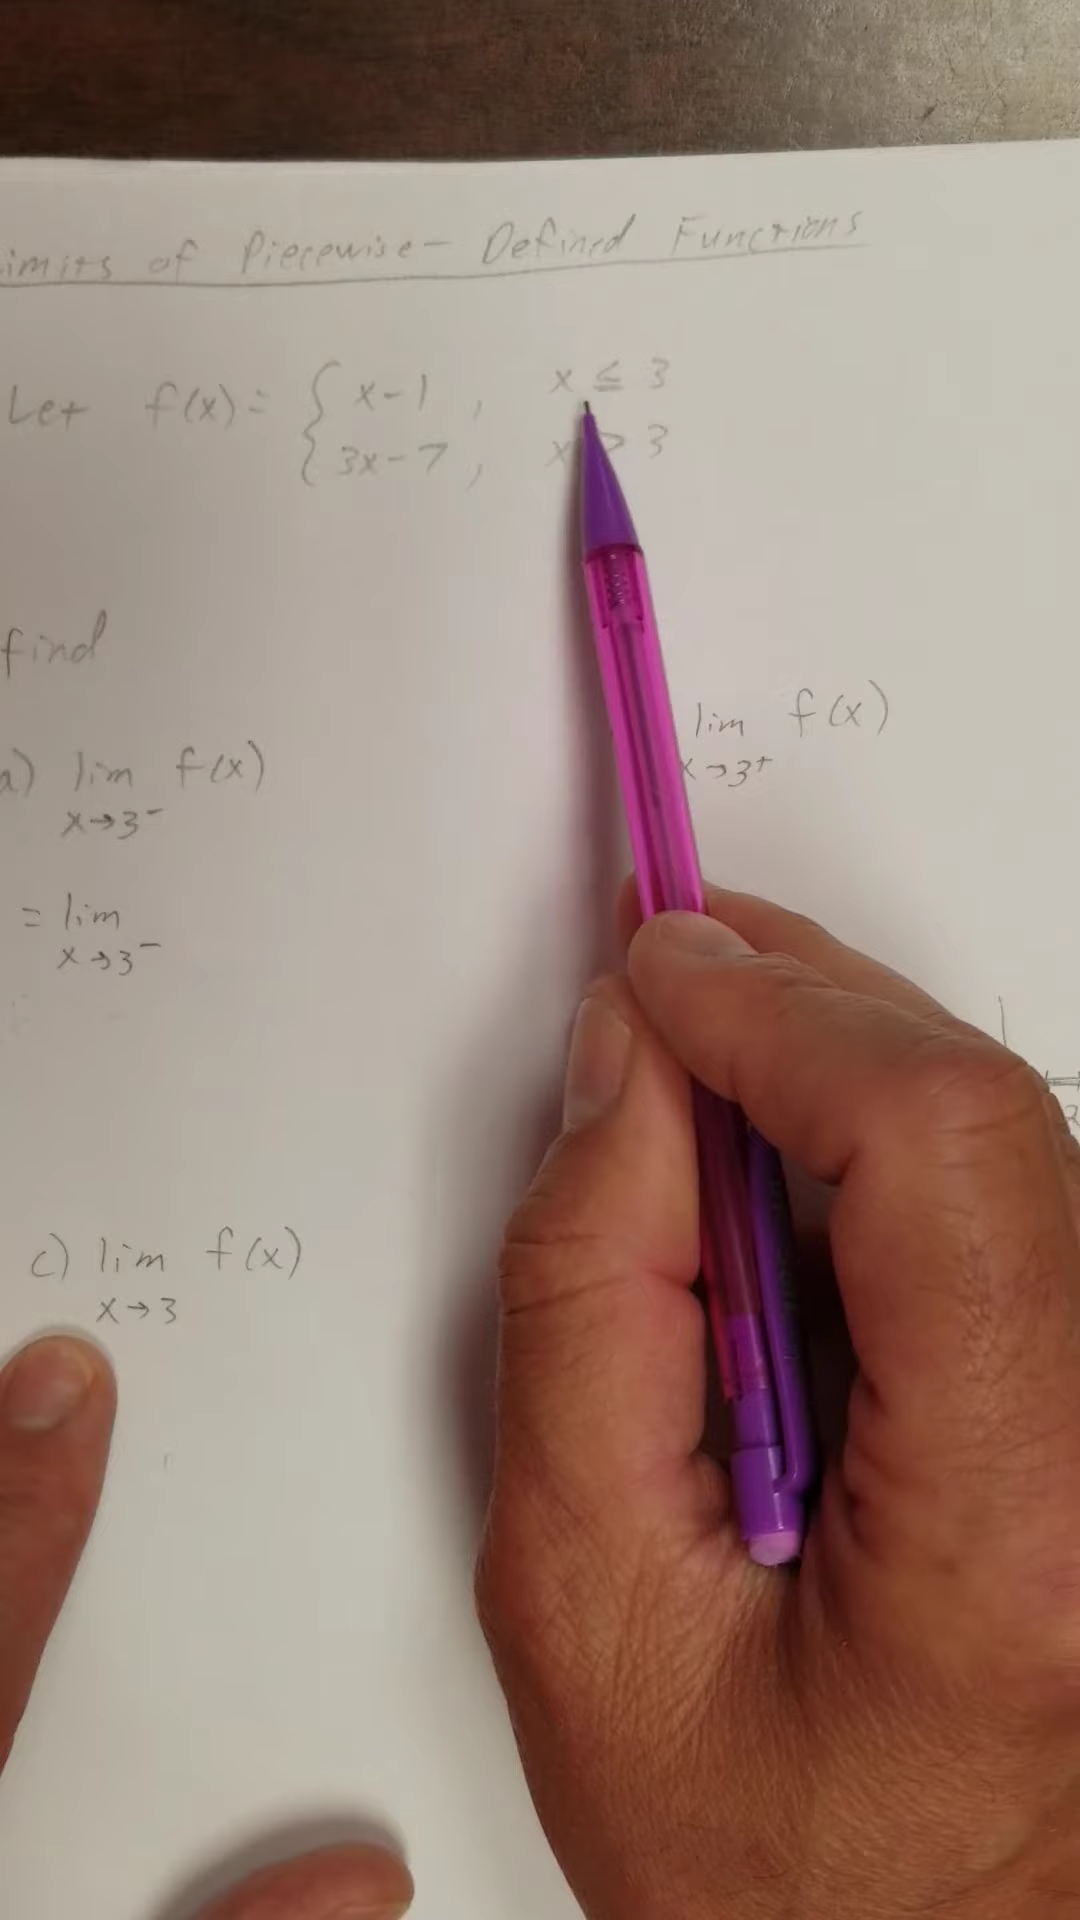 imits of Piecewise- Defined Functions
Let f(x)= { x-1 , x ≤ 3
3x-7 , x > 3
find
a) lim f(x)
x→3⁻
lim f(x)
x→3⁺
= lim
x→3⁻
c) lim f(x)
x→3